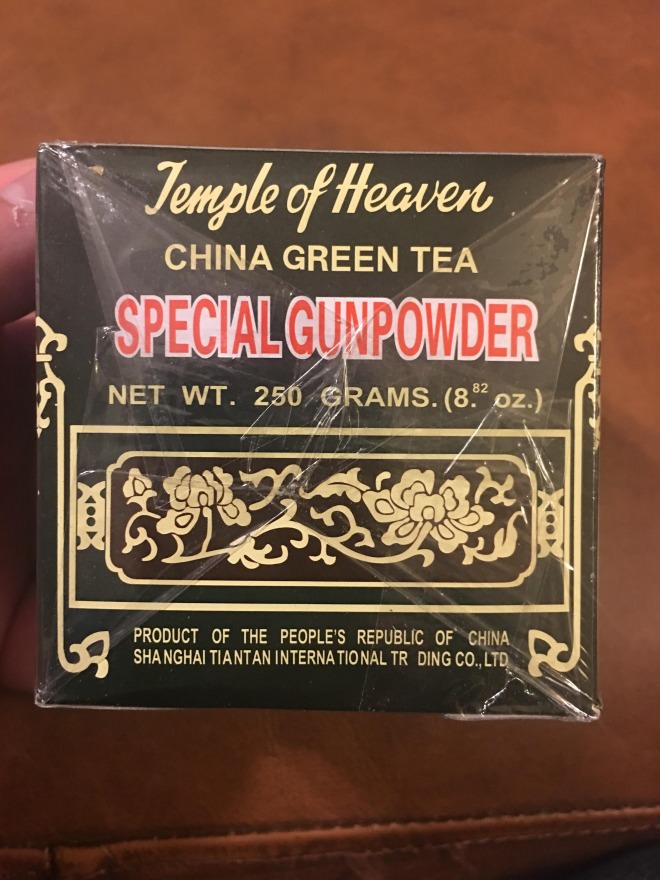 Temple of Heaven
CHINA GREEN TEA
SPECIAL GUNPOWDER
NET WT. 250 GRAMS. (8.82 oz.)
PRODUCT OF THE PEOPLE'S REPUBLIC OF CHINA
SHANGHAI TIANTAN INTERNATIONAL TR DING CO., LTD